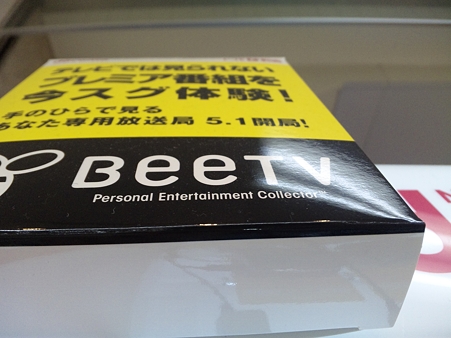 テレビでは見られない
プレミア番組を
今スグ体験!
手のひらで見る
あなた専用放送局 5.1開局!
BeeTV
Personal Entertainment Collector